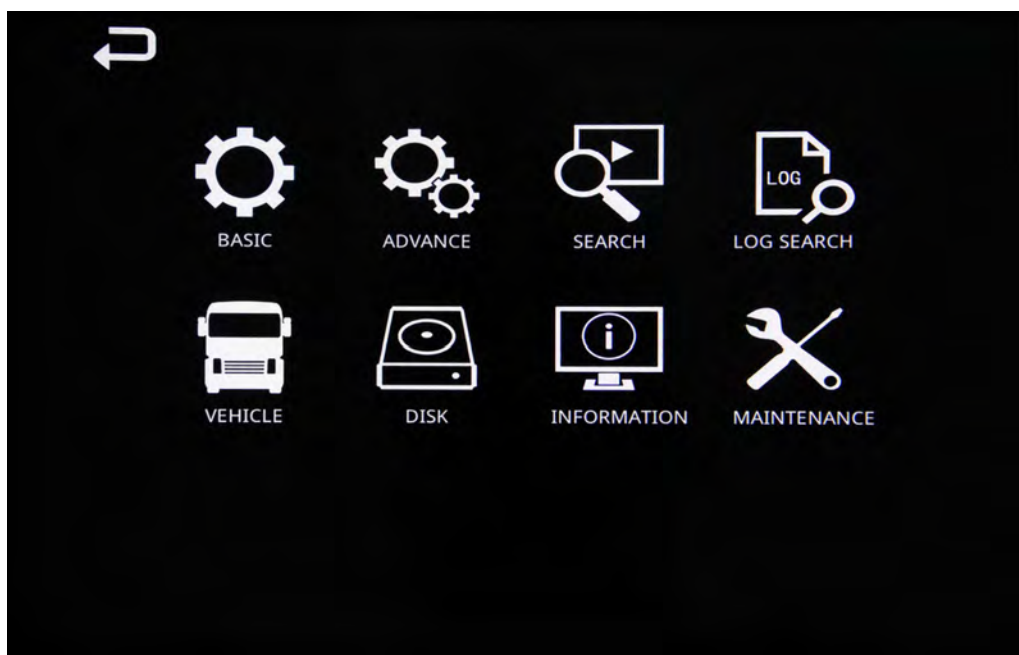 BASIC
ADVANCE
SEARCH
LOG
LOG SEARCH
VEHICLE
DISK
INFORMATION
MAINTENANCE